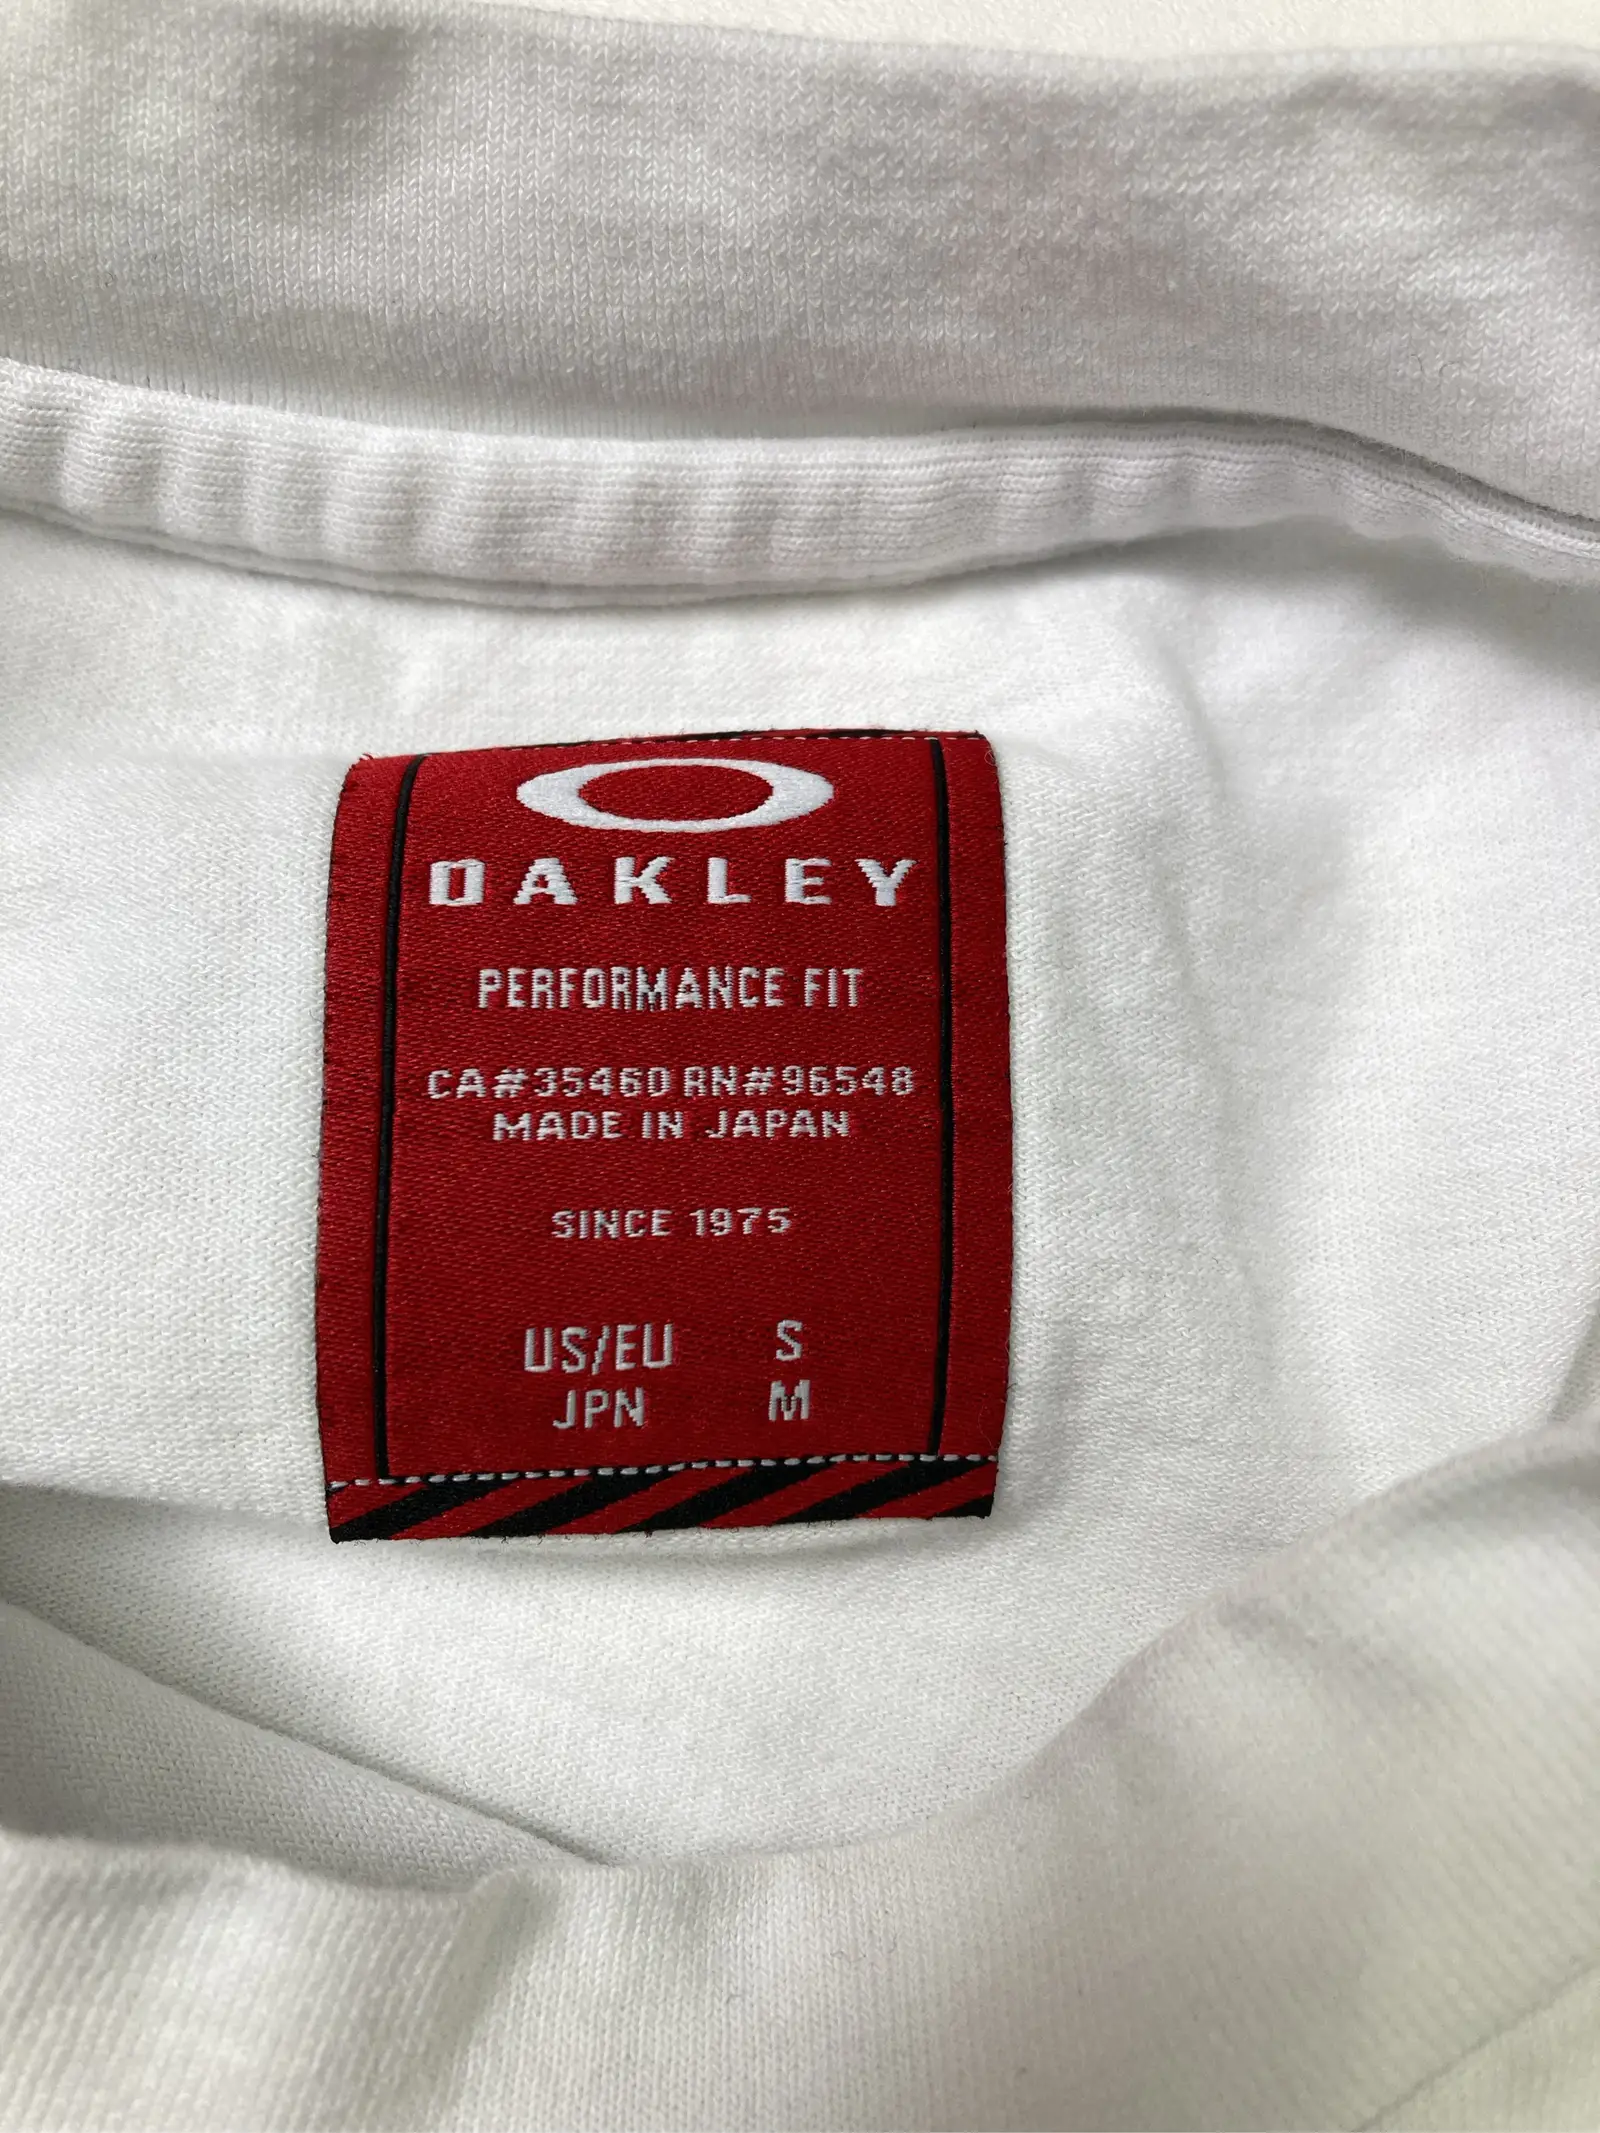 OAKLEY
PERFORMANCE FIT
CA#35460 RN#96548
MADE IN JAPAN
SINCE 1975
US/EU S
JPN M